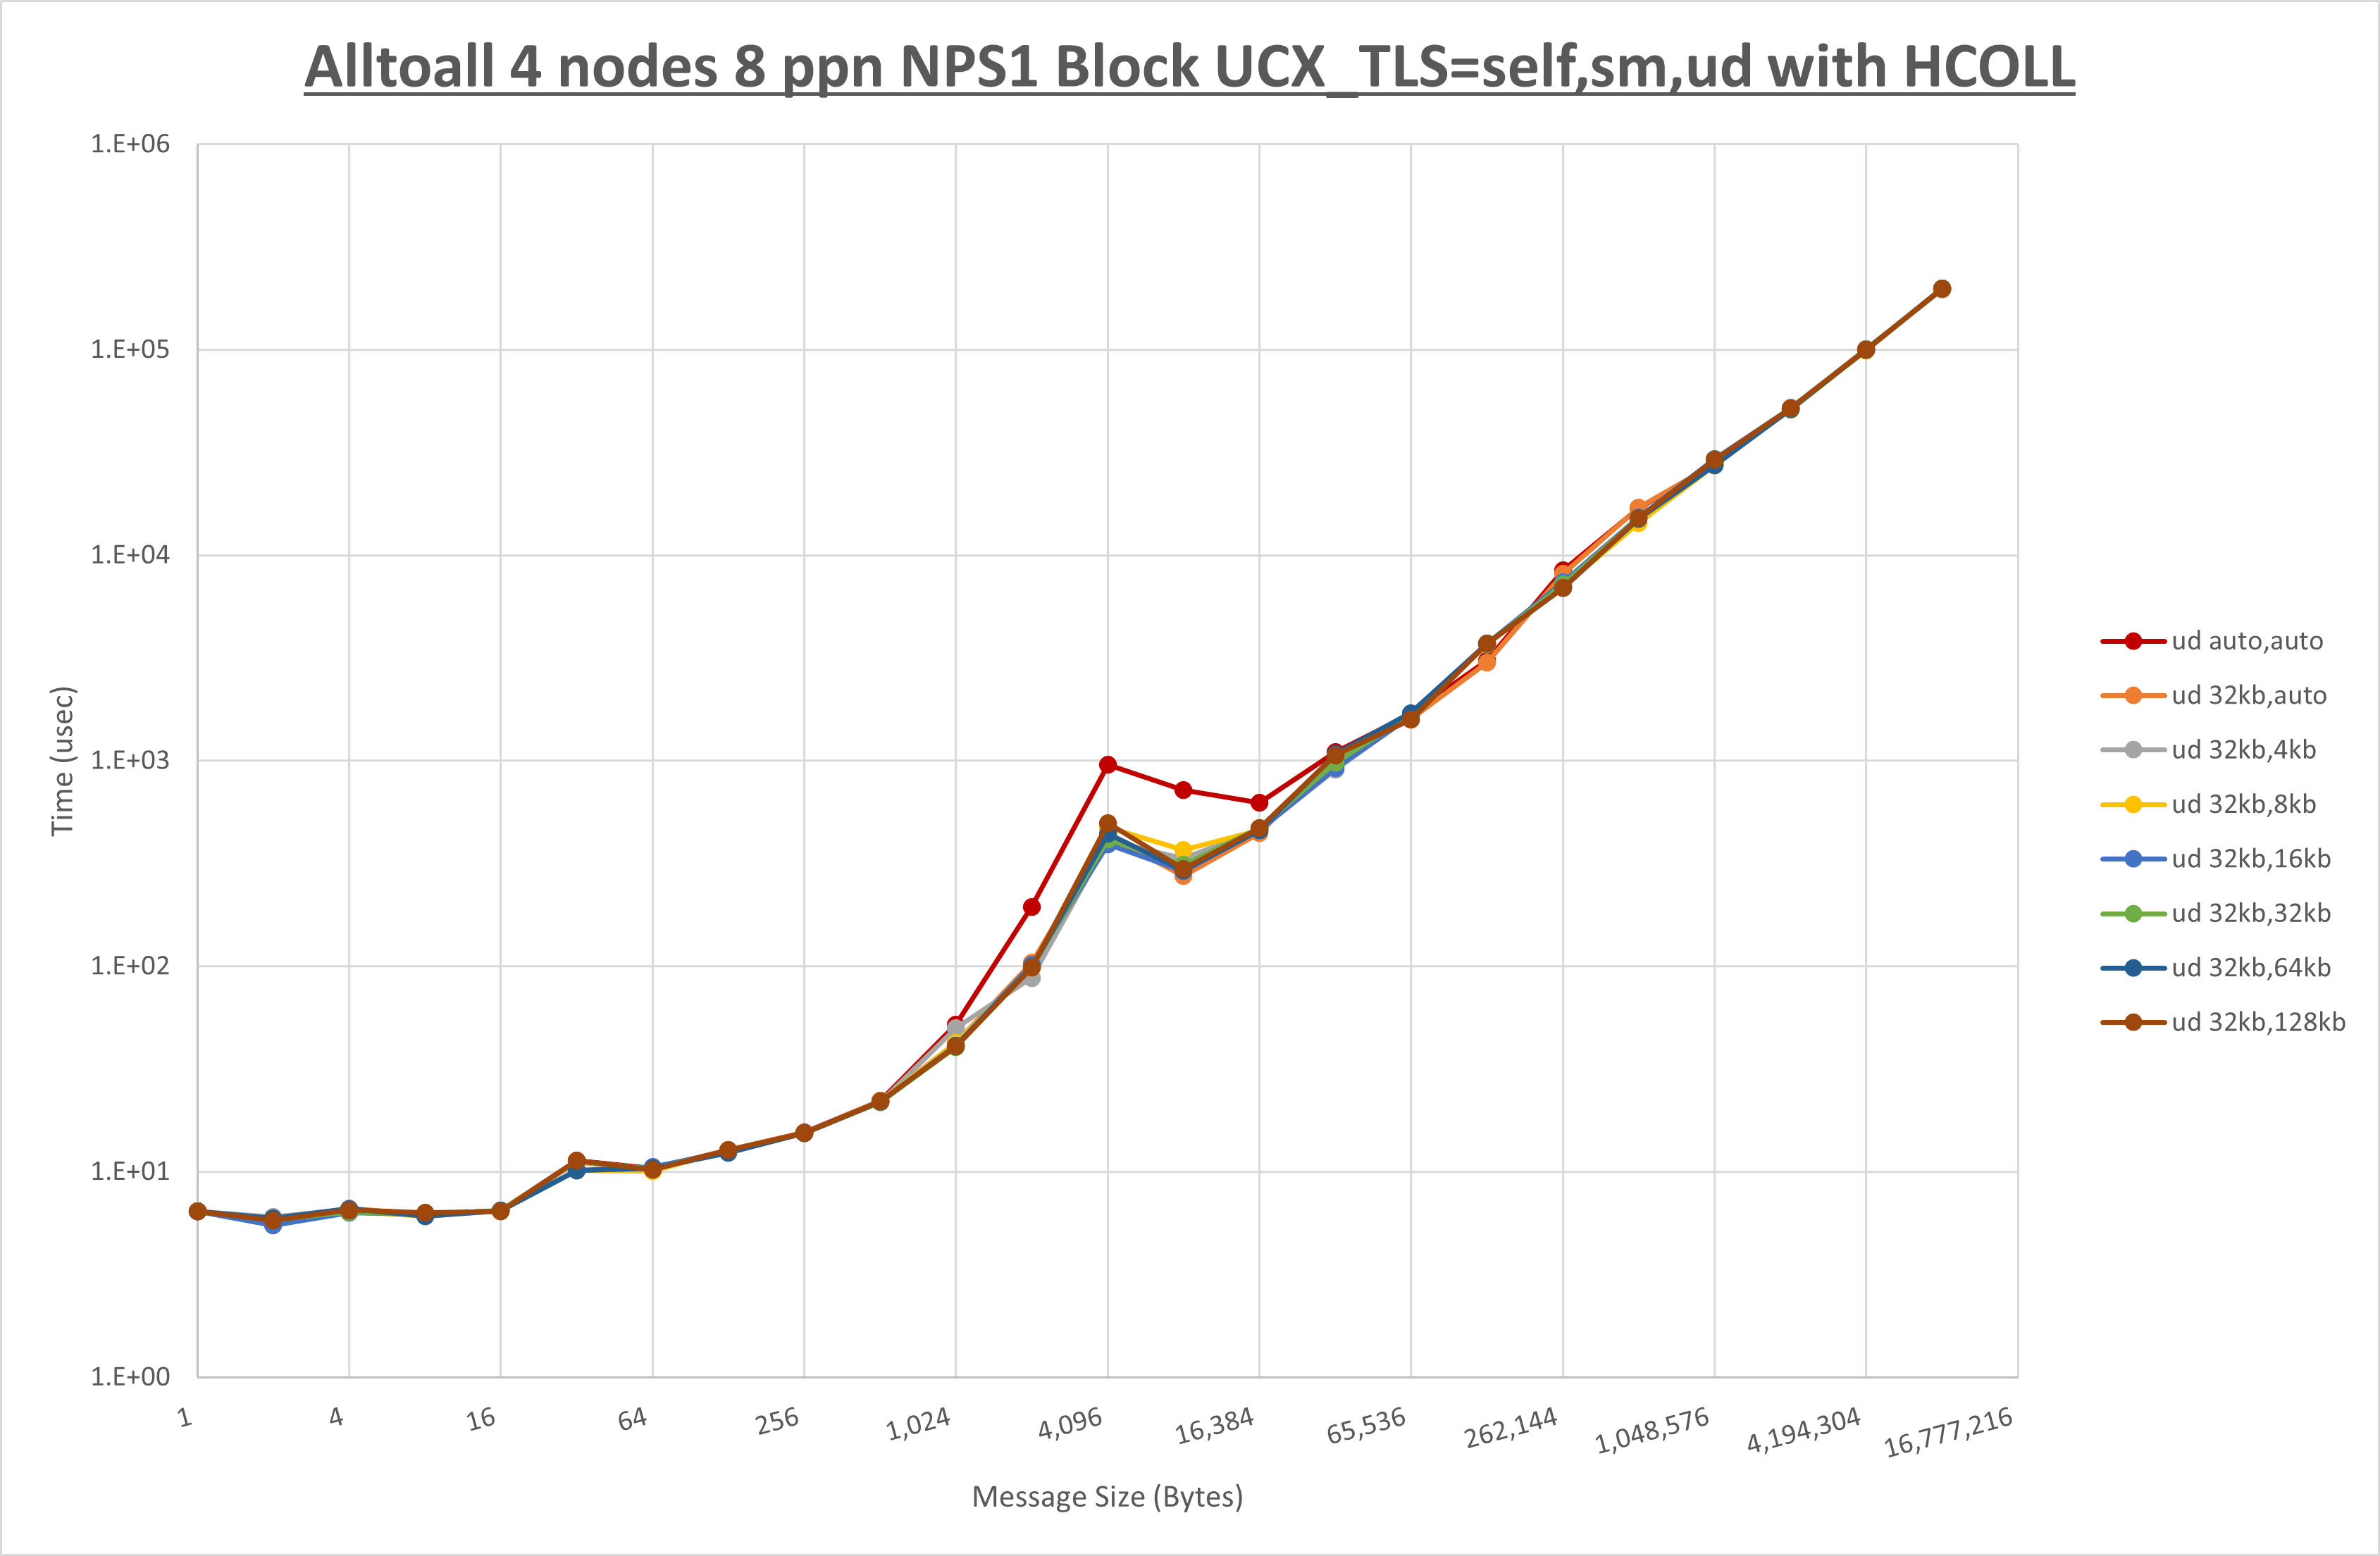 Alltoall 4 nodes 8 ppn NPS1 Block UCX_TLS=self,sm,ud with HCOLL
1.E+06
1.E+05
1.E+04
1.E+03
1.E+02
1.E+01
1.E+00
Time (usec)
1
4
16
64
256
1,024
4,096
16,384
65,536
262,144
1,048,576
4,194,304
16,777,216
Message Size (Bytes)
ud auto,auto
ud 32kb,auto
ud 32kb,4kb
ud 32kb,8kb
ud 32kb,16kb
ud 32kb,32kb
ud 32kb,64kb
ud 32kb,128kb